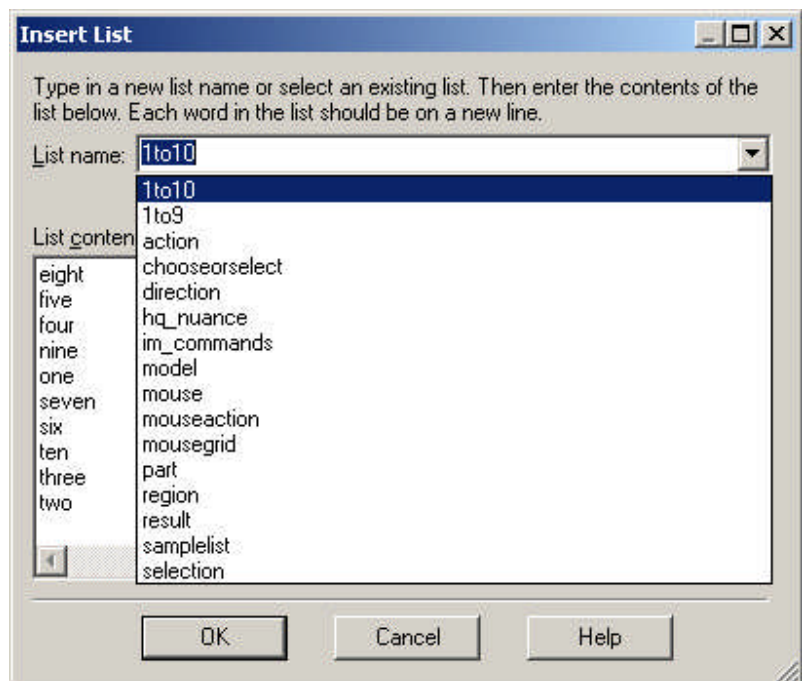 Insert List
Type in a new list name or select an existing list. Then enter the contents of the
list below. Each word in the list should be on a new line.
List name: 1to10
1to10
1to9
action
chooseorselect
direction
hq_nuance
im_commands
model
mouse
mouseaction
mousegrid
part
region
result
samplelist
selection
List conten
eight
five
four
nine
one
seven
six
ten
three
two
OK Cancel Help